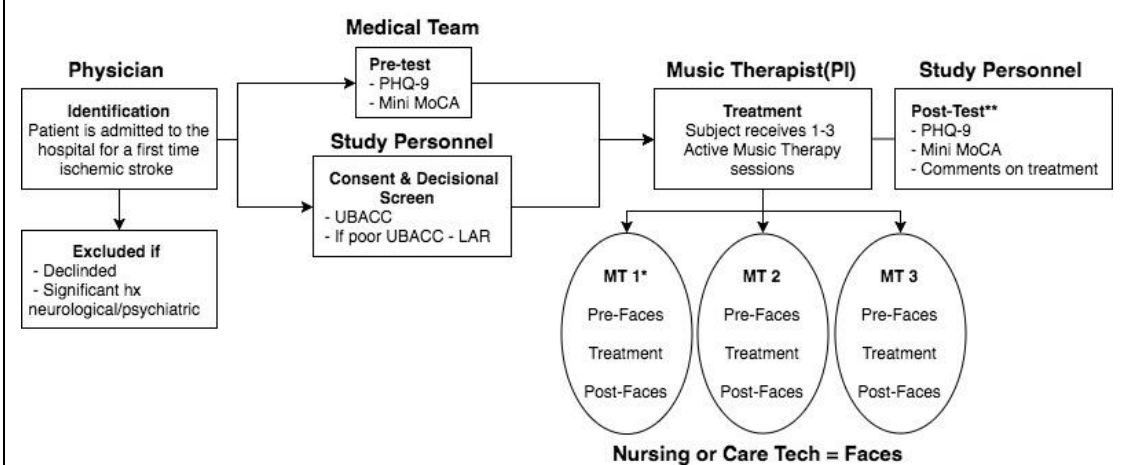 Medical Team
Pre-test
- PHQ-9
- Mini MoCA
Physician
Identification
Patient is admitted to the
hospital for a first time
ischemic stroke
Excluded if
- Declinded
- Significant hx
neurological/psychiatric
Study Personnel
Consent & Decisional
Screen
- UBACC
- If poor UBACC - LAR
Music Therapist(PI)
Treatment
Subject receives 1-3
Active Music Therapy
sessions
Study Personnel
Post-Test**
- PHQ-9
- Mini MoCA
- Comments on treatment
MT 1*
Pre-Faces
Treatment
Post-Faces
MT 2
Pre-Faces
Treatment
Post-Faces
MT 3
Pre-Faces
Treatment
Post-Faces
Nursing or Care Tech = Faces